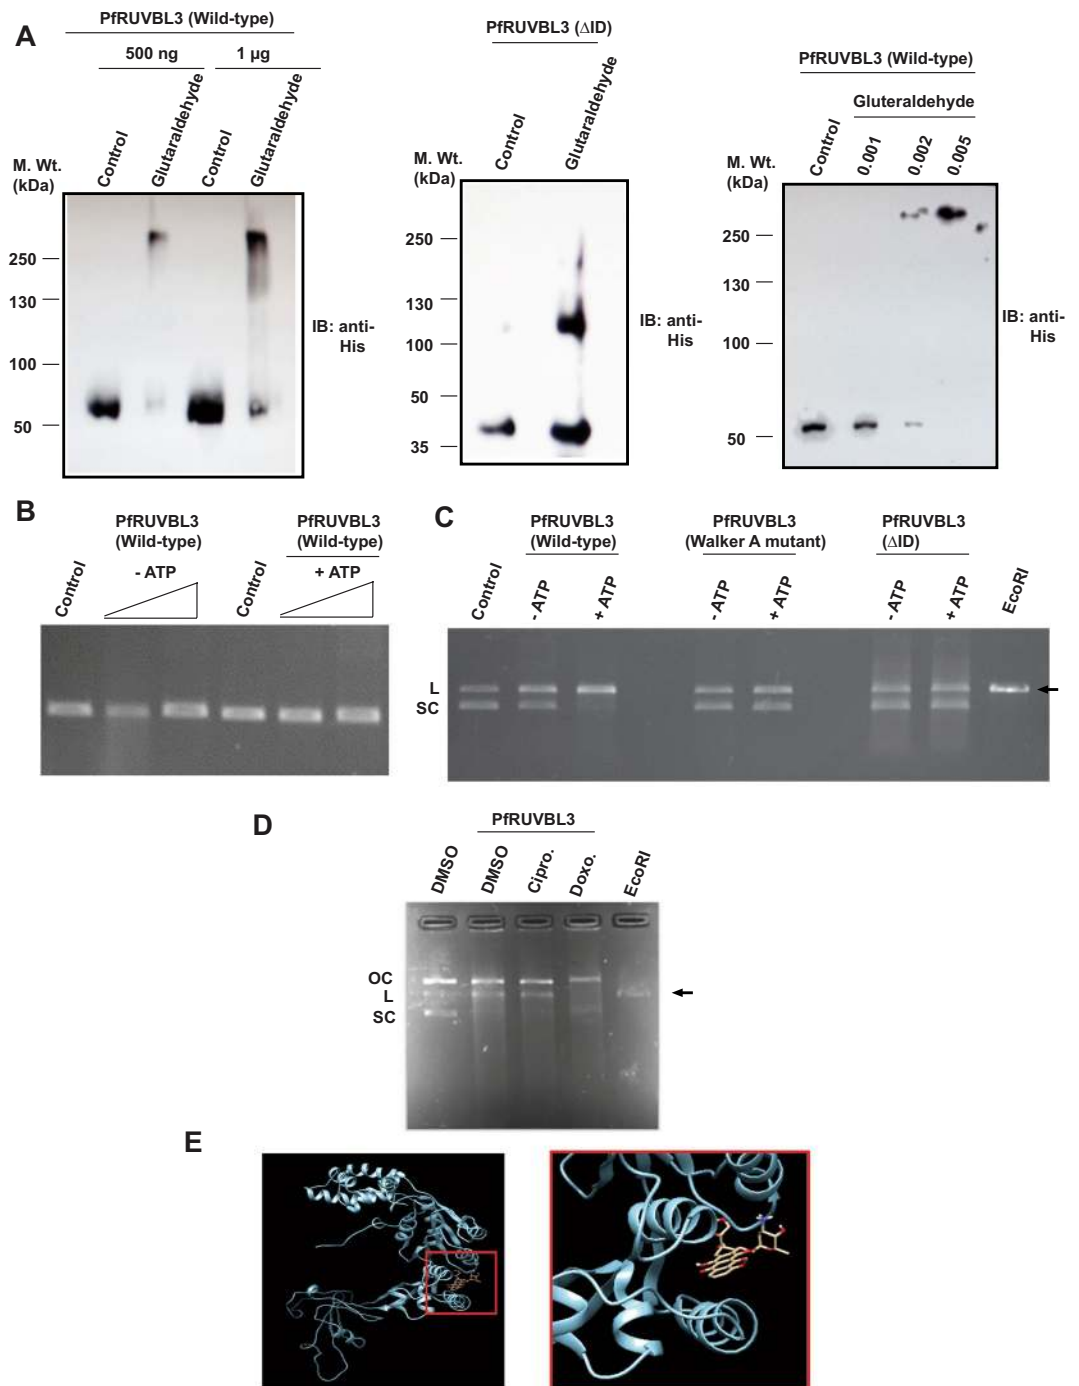 A
PfRUVBL3 (Wild-type)
500 ng
1 µg
Control
Glutaraldehyde
Control
Glutaraldehyde
M. Wt.
(kDa)
250
130
100
50
IB: anti-
His
PfRUVBL3 (ΔID)
Control
Glutaraldehyde
M. Wt.
(kDa)
250
130
100
50
35
IB: anti-
His
PfRUVBL3 (Wild-type)
Gluteraldehyde
Control
0.001
0.002
0.005
M. Wt.
(kDa)
250
130
100
50
IB: anti-
His
B
PfRUVBL3
(Wild-type)
- ATP
PfRUVBL3
(Wild-type)
+ ATP
Control
Control
C
PfRUVBL3
(Wild-type)
PfRUVBL3
(Walker A mutant)
PfRUVBL3
(ΔID)
Control
- ATP
+ ATP
- ATP
+ ATP
- ATP
+ ATP
EcoRI
L
SC
D
PfRUVBL3
DMSO
DMSO
Cipro.
Doxo.
EcoRI
OC
L
SC
E